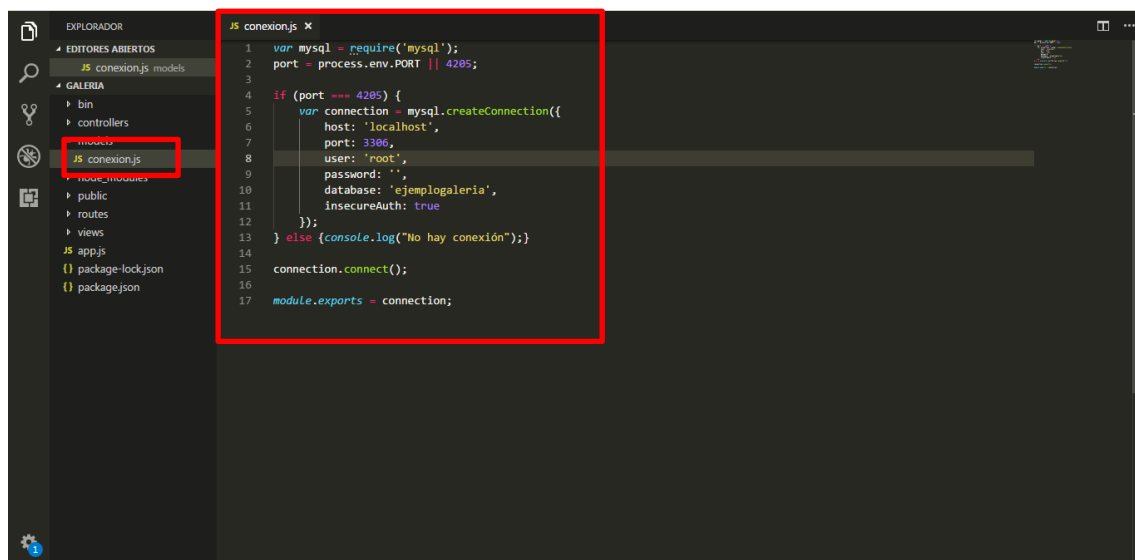 EXPLORADOR
EDITORES ABIERTOS
JS conexion.js models
GALERIA
bin
controllers
models
JS conexion.js
node_modules
public
routes
views
JS app.js
{} package-lock.json
{} package.json
1
JS conexion.js ×
1 var mysql = require('mysql');
2 port = process.env.PORT || 4205;
3
4 if (port === 4205) {
5 var connection = mysql.createConnection({
6 host: 'localhost',
7 port: 3306,
8 user: 'root',
9 password: '',
10 database: 'ejemplogaleria',
11 insecureAuth: true
12 });
13 } else {console.log("No hay conexión");}
14
15 connection.connect();
16
17 module.exports = connection;